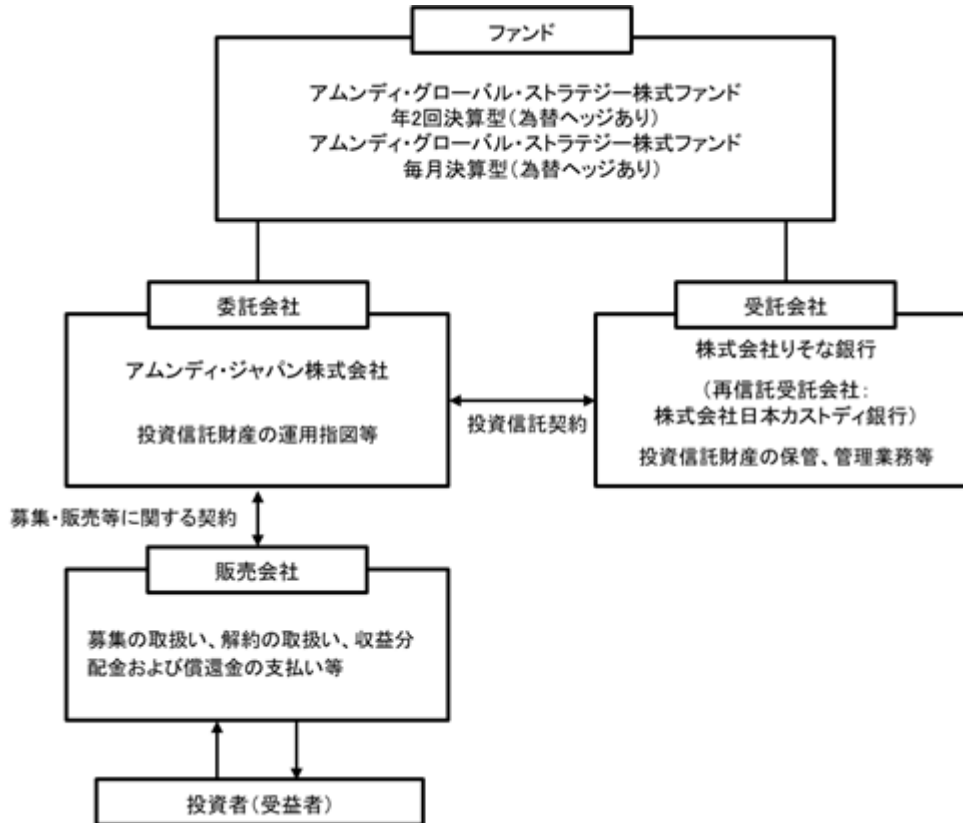 ファンド
アムンディ・グローバル・ストラテジー株式ファンド
年2回決算型(為替ヘッジあり)
アムンディ・グローバル・ストラテジー株式ファンド
毎月決算型(為替ヘッジあり)
委託会社
アムンディ・ジャパン株式会社
投資信託財産の運用指図等
投資信託契約
受託会社
株式会社りそな銀行
(再信託受託会社:
株式会社日本カストディ銀行)
投資信託財産の保管、管理業務等
募集・販売等に関する契約
販売会社
募集の取扱い、解約の取扱い、収益分
配金および償還金の支払い等
投資者(受益者)